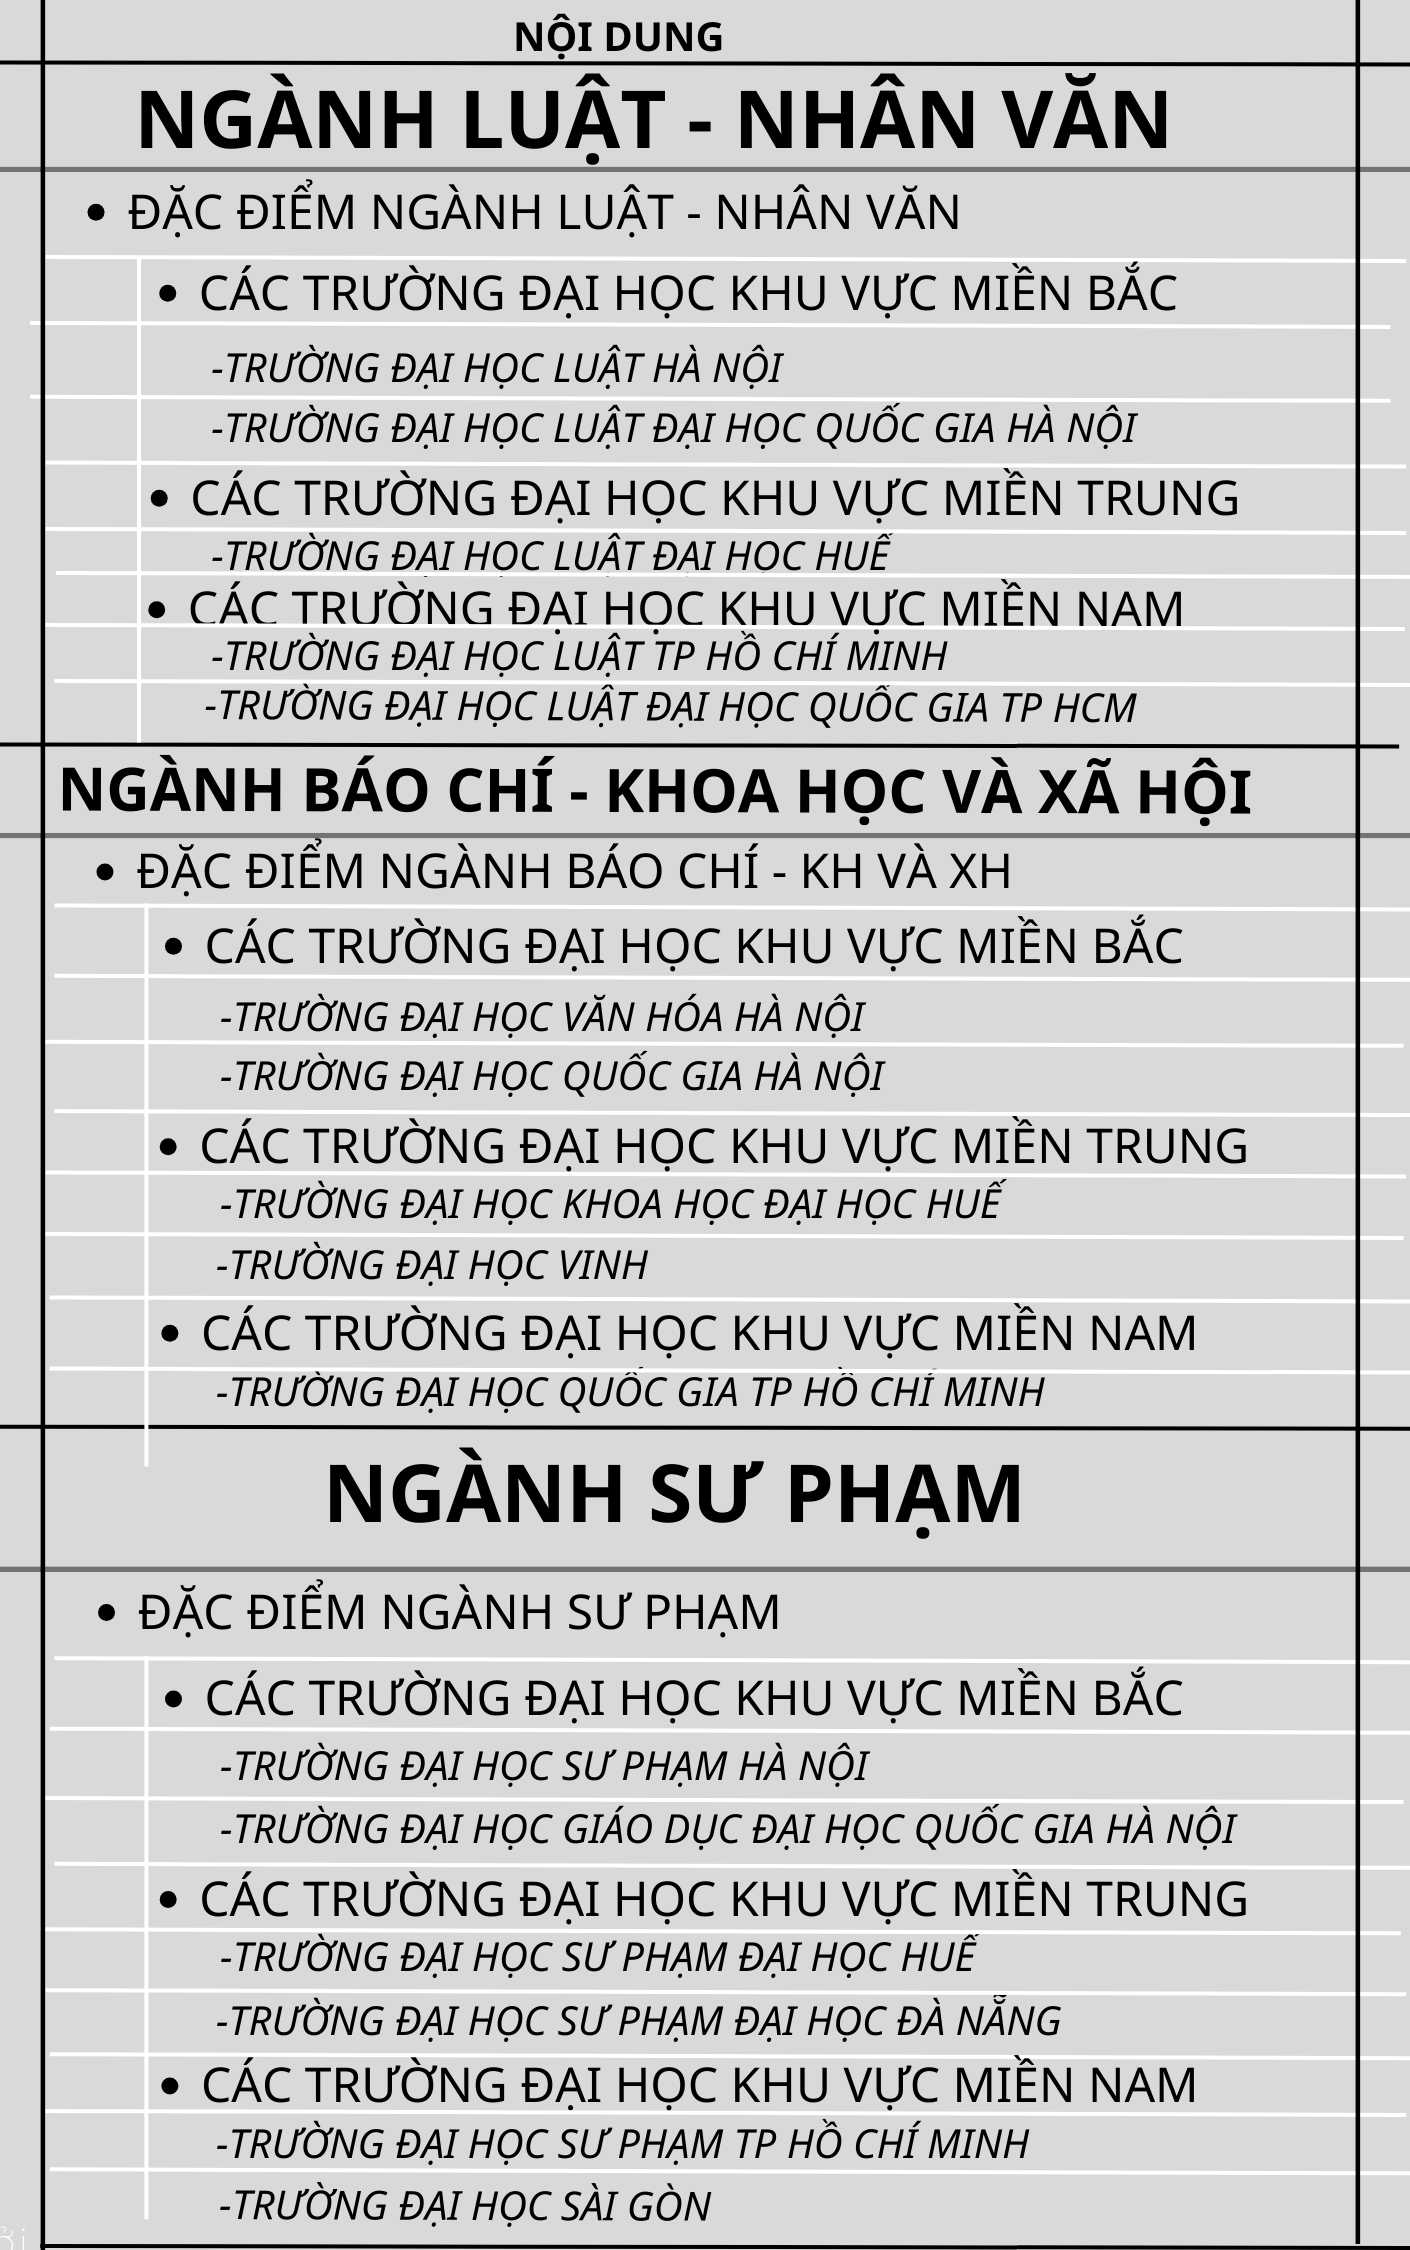 NỘI DUNG
NGÀNH LUẬT - NHÂN VĂN
• ĐẶC ĐIỂM NGÀNH LUẬT - NHÂN VĂN
• CÁC TRƯỜNG ĐẠI HỌC KHU VỰC MIỀN BẮC
-TRƯỜNG ĐẠI HỌC LUẬT HÀ NỘI
-TRƯỜNG ĐẠI HỌC LUẬT ĐẠI HỌC QUỐC GIA HÀ NỘI
• CÁC TRƯỜNG ĐẠI HỌC KHU VỰC MIỀN TRUNG
-TRƯỜNG ĐẠI HỌC LUẬT ĐẠI HỌC HUẾ
• CÁC TRƯỜNG ĐẠI HỌC KHU VỰC MIỀN NAM
-TRƯỜNG ĐẠI HỌC LUẬT TP HỒ CHÍ MINH
-TRƯỜNG ĐẠI HỌC LUẬT ĐẠI HỌC QUỐC GIA TP HCM
NGÀNH BÁO CHÍ - KHOA HỌC VÀ XÃ HỘI
• ĐẶC ĐIỂM NGÀNH BÁO CHÍ - KH VÀ XH
• CÁC TRƯỜNG ĐẠI HỌC KHU VỰC MIỀN BẮC
-TRƯỜNG ĐẠI HỌC VĂN HÓA HÀ NỘI
-TRƯỜNG ĐẠI HỌC QUỐC GIA HÀ NỘI
• CÁC TRƯỜNG ĐẠI HỌC KHU VỰC MIỀN TRUNG
-TRƯỜNG ĐẠI HỌC KHOA HỌC ĐẠI HỌC HUẾ
-TRƯỜNG ĐẠI HỌC VINH
• CÁC TRƯỜNG ĐẠI HỌC KHU VỰC MIỀN NAM
-TRƯỜNG ĐẠI HỌC QUỐC GIA TP HỒ CHÍ MINH
NGÀNH SƯ PHẠM
• ĐẶC ĐIỂM NGÀNH SƯ PHẠM
• CÁC TRƯỜNG ĐẠI HỌC KHU VỰC MIỀN BẮC
-TRƯỜNG ĐẠI HỌC SƯ PHẠM HÀ NỘI
-TRƯỜNG ĐẠI HỌC GIÁO DỤC ĐẠI HỌC QUỐC GIA HÀ NỘI
• CÁC TRƯỜNG ĐẠI HỌC KHU VỰC MIỀN TRUNG
-TRƯỜNG ĐẠI HỌC SƯ PHẠM ĐẠI HỌC HUẾ
-TRƯỜNG ĐẠI HỌC SƯ PHẠM ĐẠI HỌC ĐÀ NẴNG
• CÁC TRƯỜNG ĐẠI HỌC KHU VỰC MIỀN NAM
-TRƯỜNG ĐẠI HỌC SƯ PHẠM TP HỒ CHÍ MINH
-TRƯỜNG ĐẠI HỌC SÀI GÒN